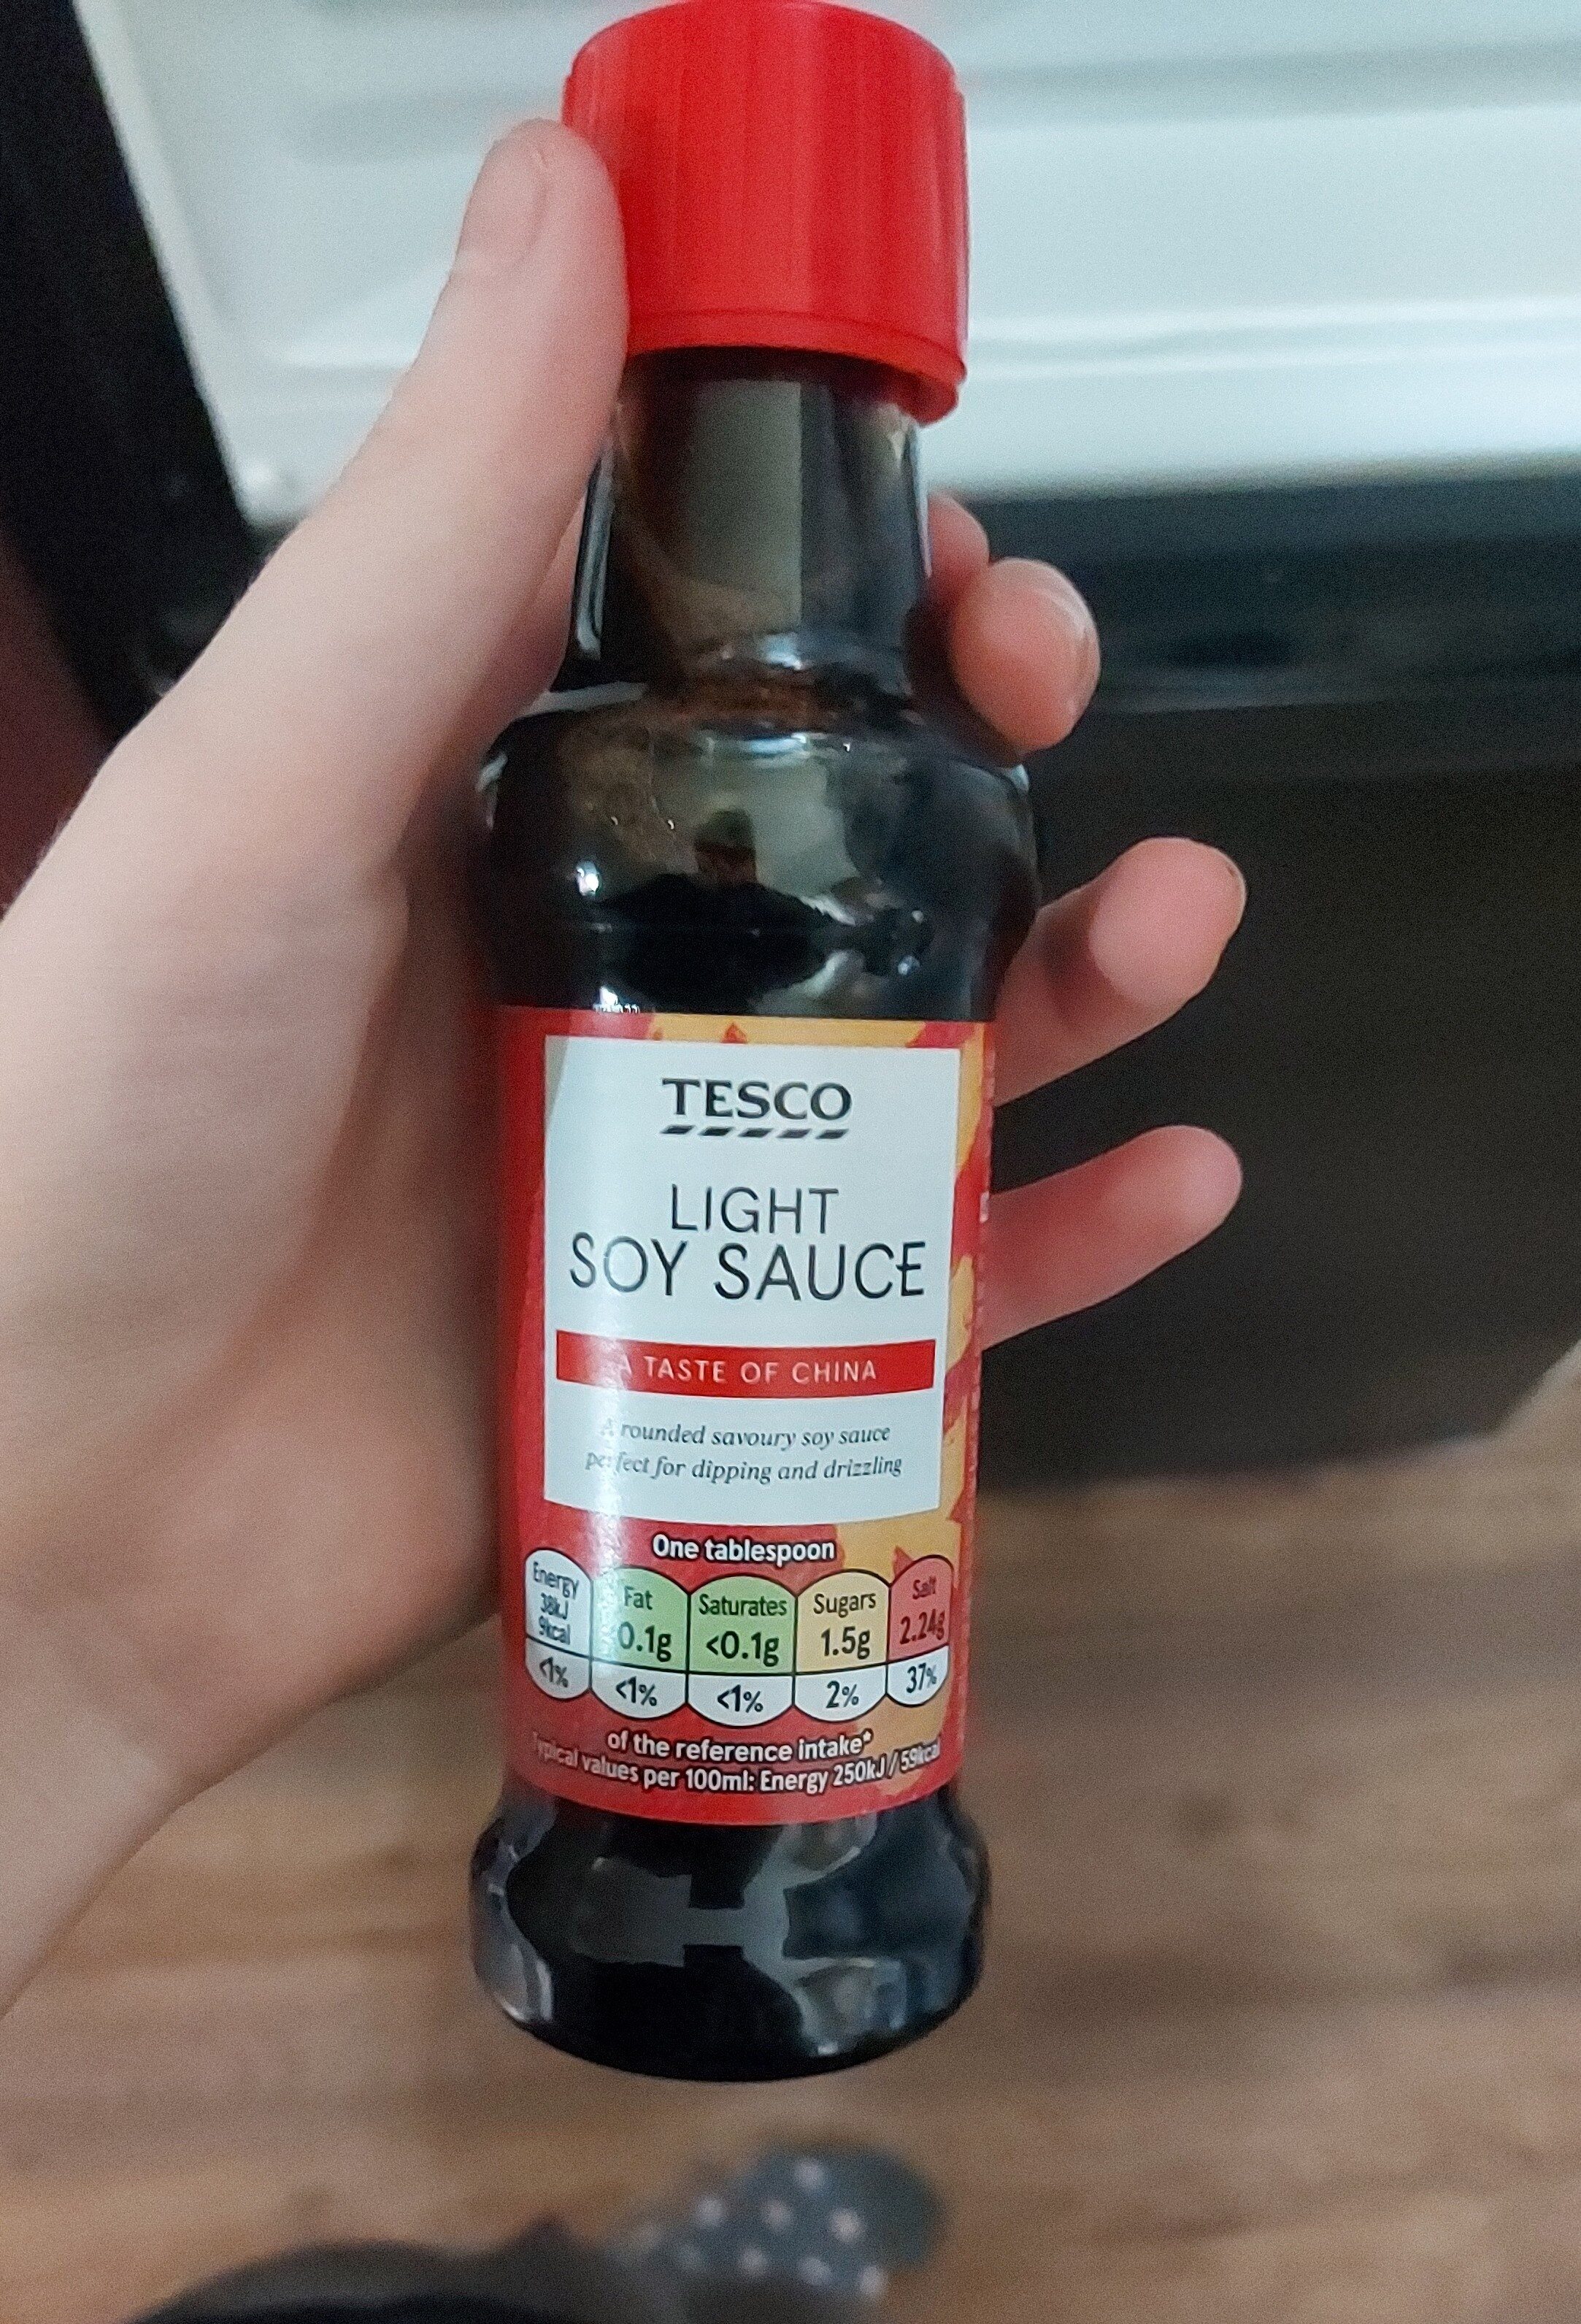 TESCO
LIGHT
SOY SAUCE
A TASTE OF CHINA
A rounded savoury soy sauce
perfect for dipping and drizzling
One tablespoon
Energy
38kJ
9kcal
<1%
Fat
0.1g
<1%
Saturates
<0.1g
<1%
Sugars
1.5g
2%
Salt
2.24g
37%
of the reference intake*
Typical values per 100ml: Energy 250kJ / 59kcal